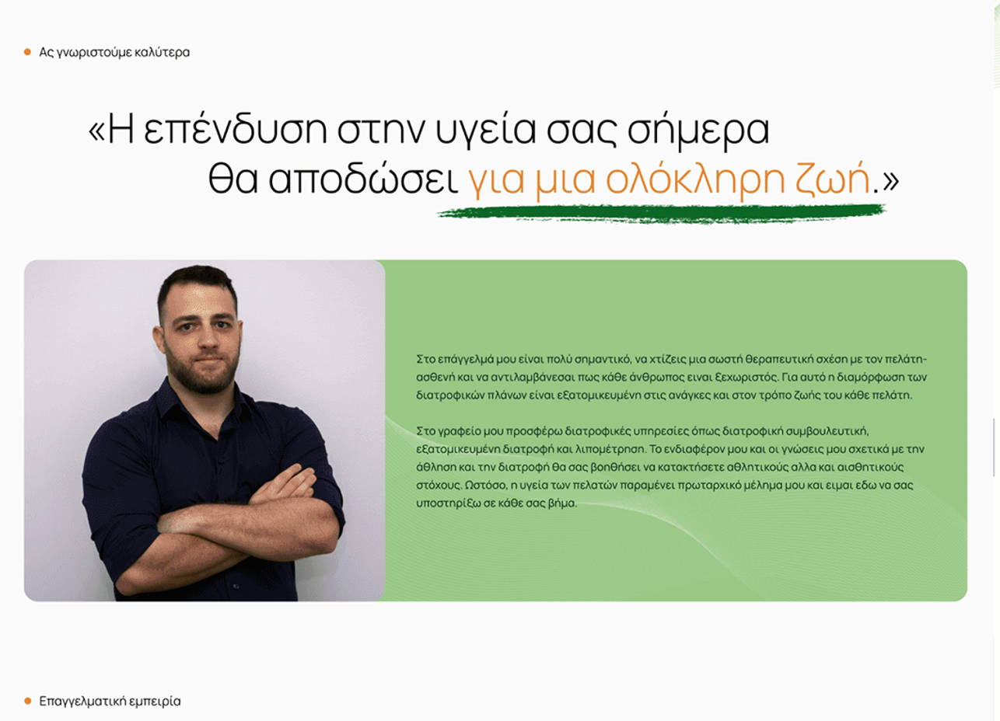 Ας γνωριστούμε καλύτερα
«Η επένδυση στην υγεία σας σήμερα
θα αποδώσει για μια ολόκληρη ζωή.»
Στο επάγγελμά μου είναι πολύ σημαντικό, να χτίζεις μια σωστή θεραπευτική σχέση με τον πελάτη-
ασθενή και να αντιλαμβάνεσαι πως κάθε άνθρωπος ειναι ξεχωριστός. Για αυτό η διαμόρφωση των
διατροφικών πλάνων είναι εξατομικευμένη στις ανάγκες και στον τρόπο ζωής του κάθε πελάτη.
Στο γραφείο μου προσφέρω διατροφικές υπηρεσίες όπως διατροφική συμβουλευτική,
εξατομικευμένη διατροφή και λιπομέτρηση. Το ενδιαφέρον μου και οι γνώσεις μου σχετικά με την
άθληση και την διατροφή θα σας βοηθήσει να κατακτήσετε αθλητικούς αλλα και αισθητικούς
στόχους. Ωστόσο, η υγεία των πελατών παραμένει πρωταρχικό μέλημα μου και ειμαι εδω να σας
υποστηρίξω σε κάθε σας βήμα.
Επαγγελματική εμπειρία